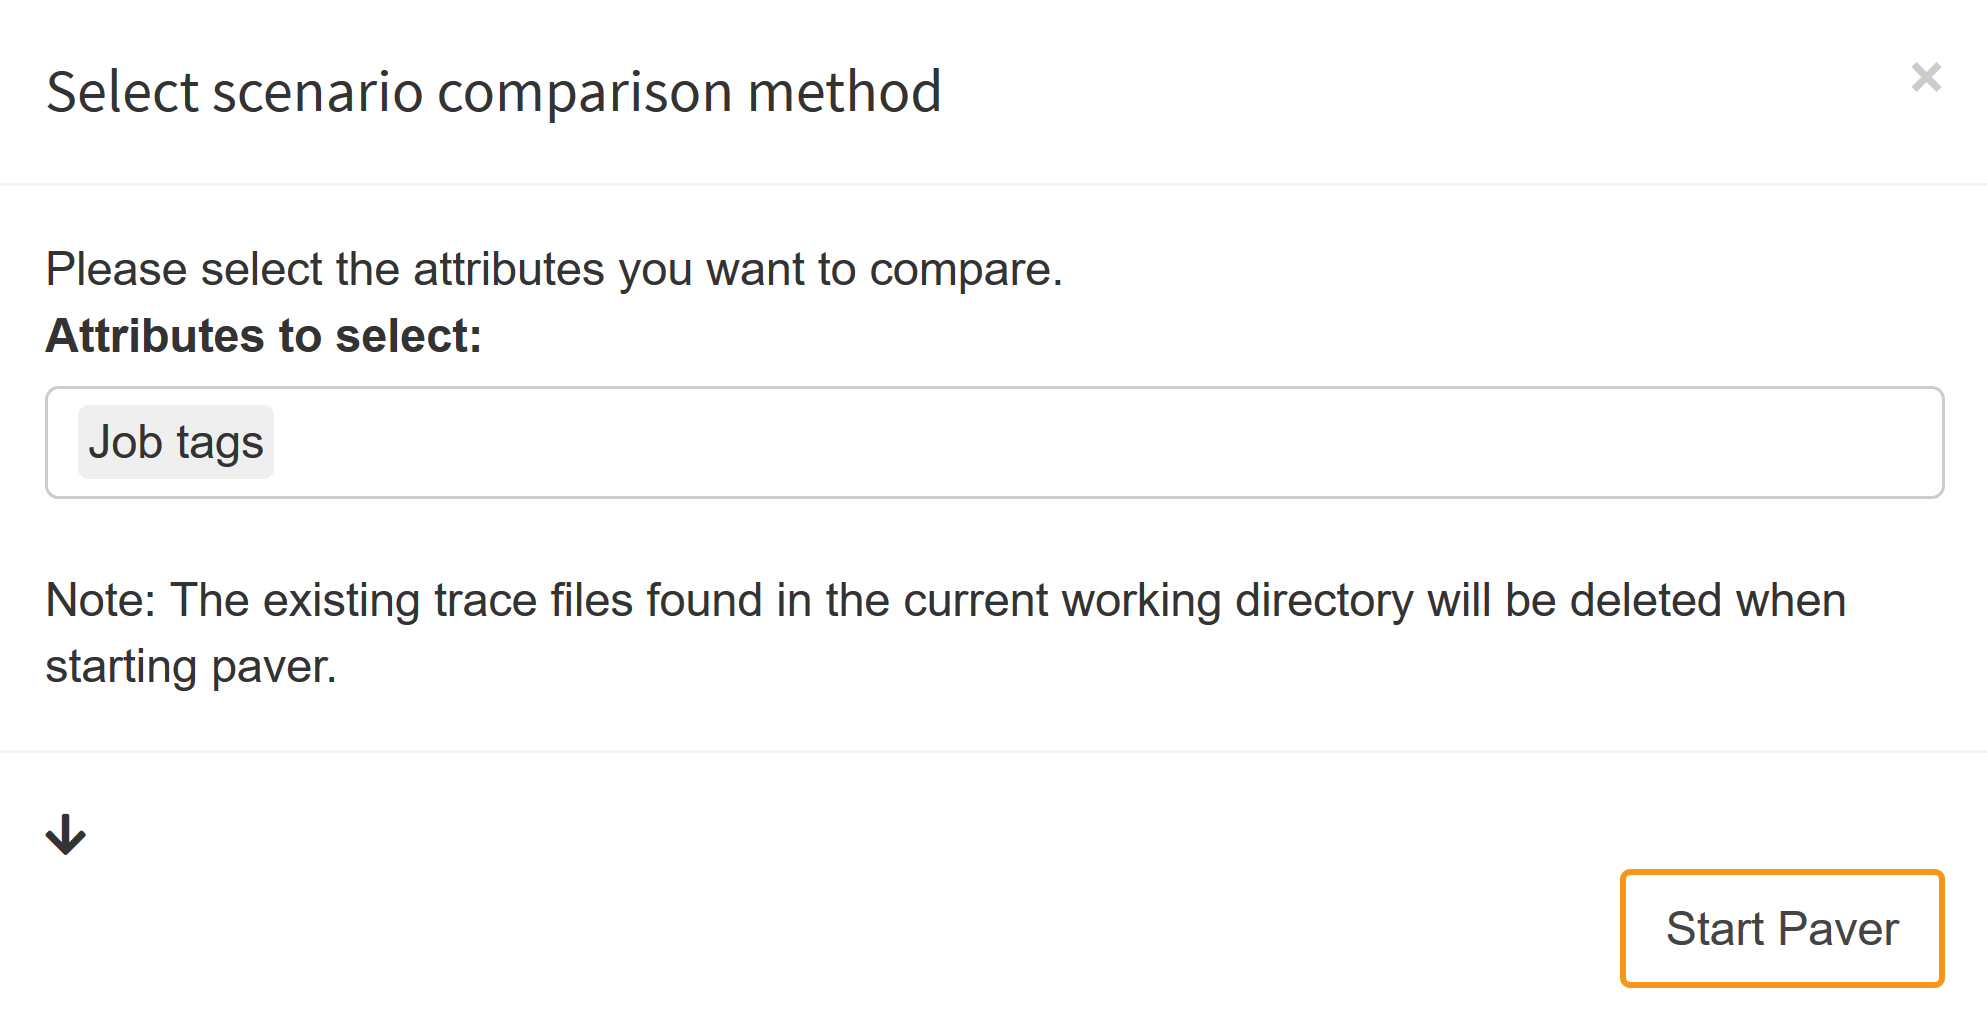 Select scenario comparison method
×
Please select the attributes you want to compare.
Attributes to select:
Job tags
Note: The existing trace files found in the current working directory will be deleted when
starting paver.
Start Paver